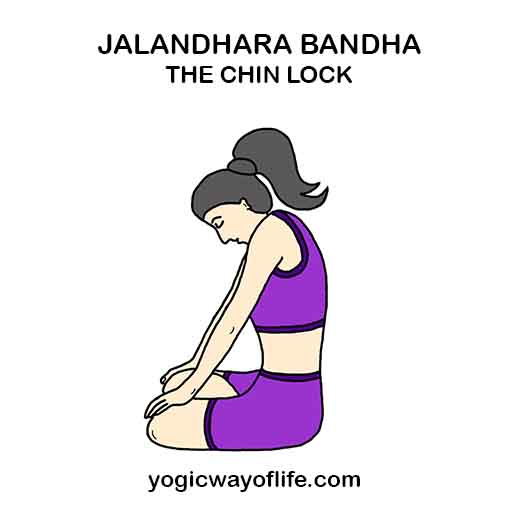 JALANDHARA BANDHA
THE CHIN LOCK
yogicwayoflife.com